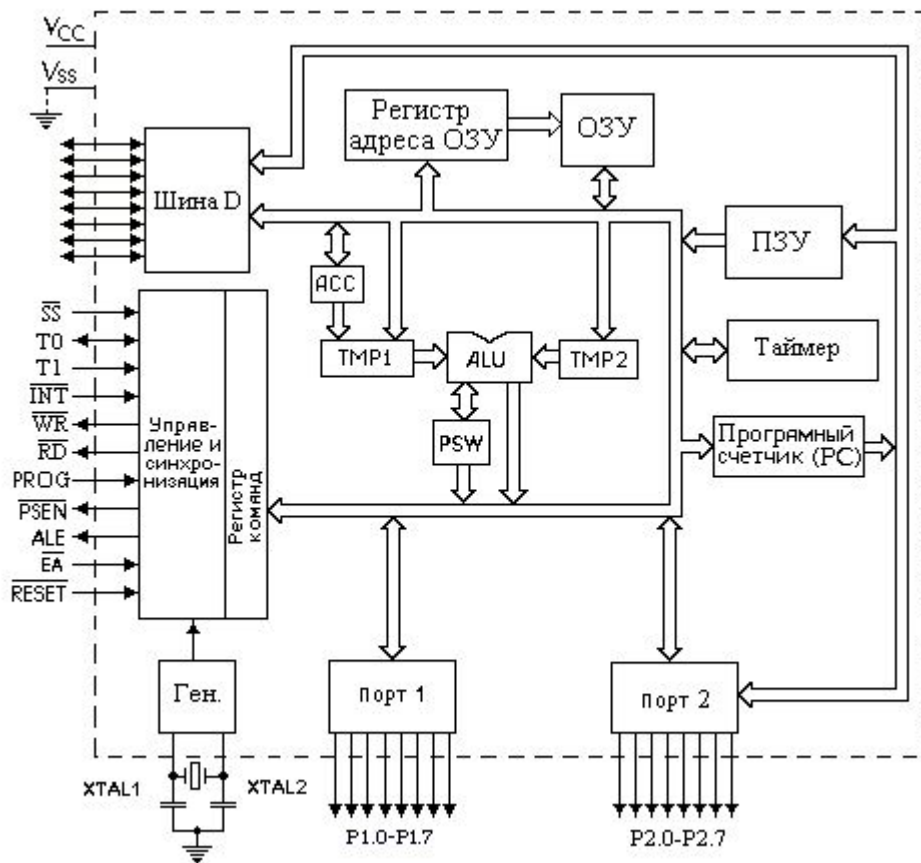 VCC
VSS
Регистр
адреса ОЗУ
ОЗУ
Шина D
ПЗУ
ACC
TMP1
ALU
TMP2
Таймер
PSW
Програмный
счетчик (PC)
SS
T0
T1
INT
WR
RD
PROG
PSEN
ALE
EA
RESET
Управ-
ление и
синхро-
низация
Регистр
команд
Ген.
Порт 1
Порт 2
XTAL1
XTAL2
P1.0-P1.7
P2.0-P2.7